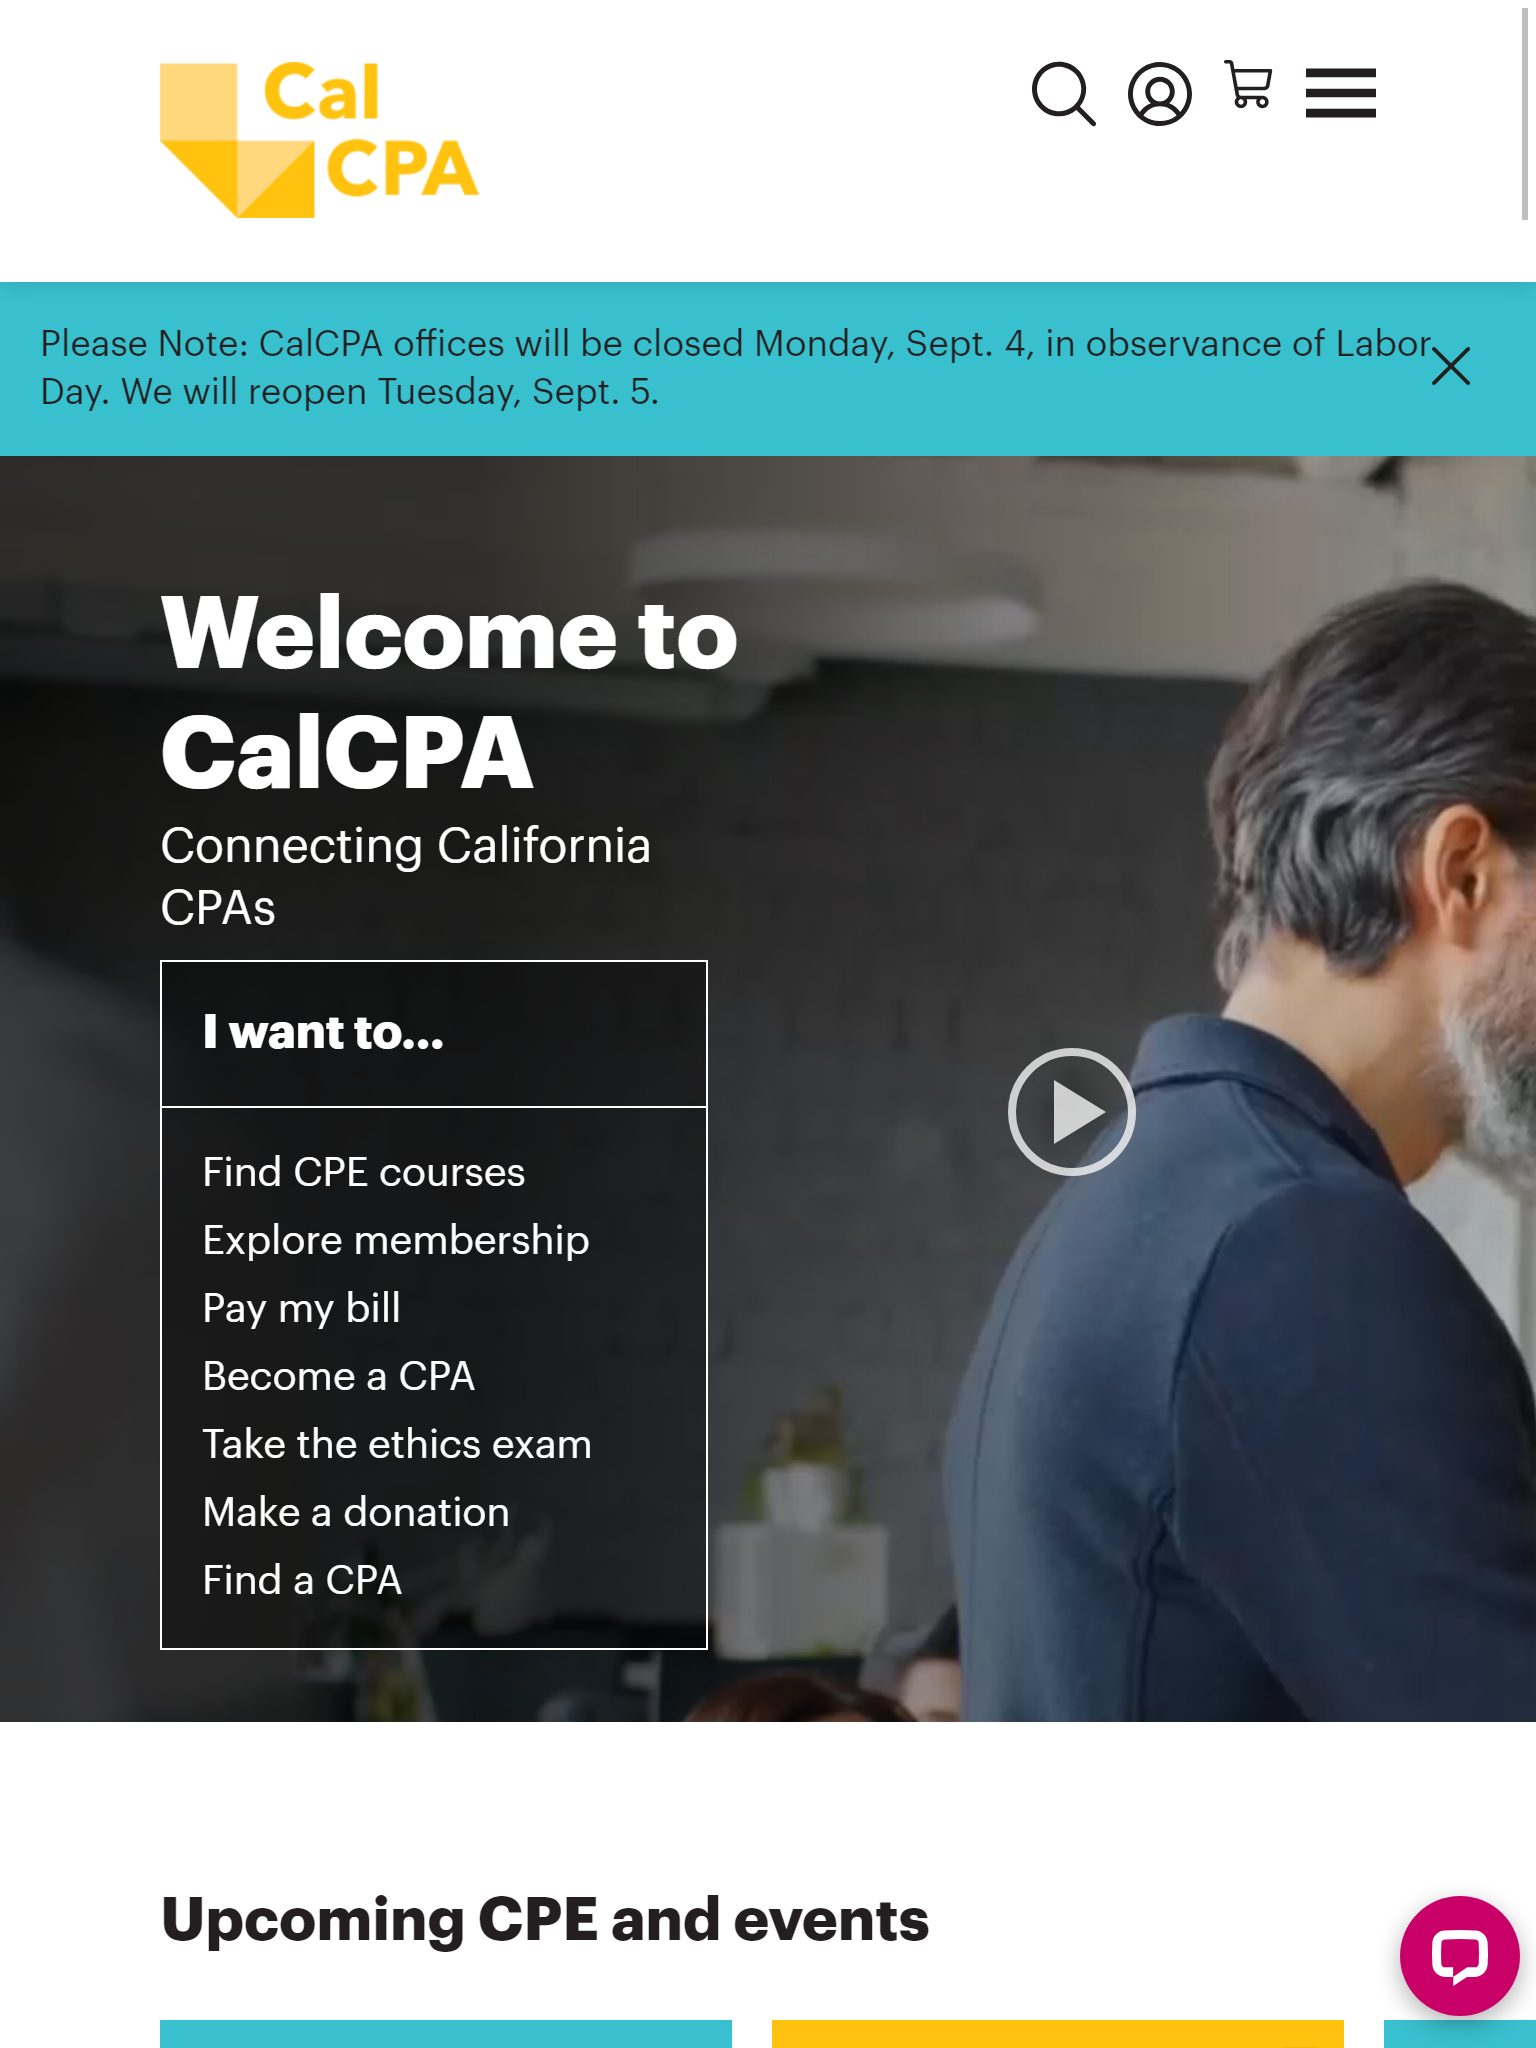 Cal
CPA
Please Note: CalCPA offices will be closed Monday, Sept. 4, in observance of Labor
Day. We will reopen Tuesday, Sept. 5.
Welcome to
CalCPA
Connecting California
CPAs
I want to...
Find CPE courses
Explore membership
Pay my bill
Become a CPA
Take the ethics exam
Make a donation
Find a CPA
Upcoming CPE and events